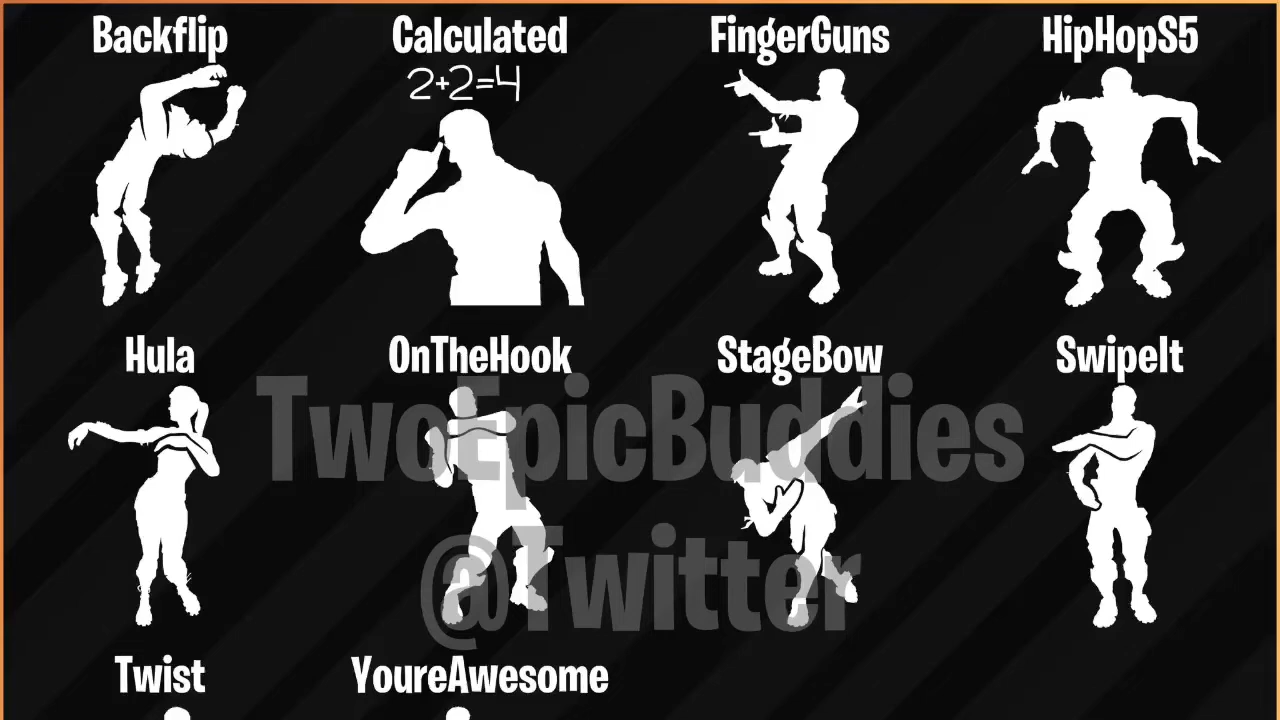 Backflip
Calculated
FingerGuns
HipHopS5
2+2=4
Hula
OnTheHook
StageBow
SwipeIt
TwoEpicBuddies
@Twitter
Twist
YoureAwesome